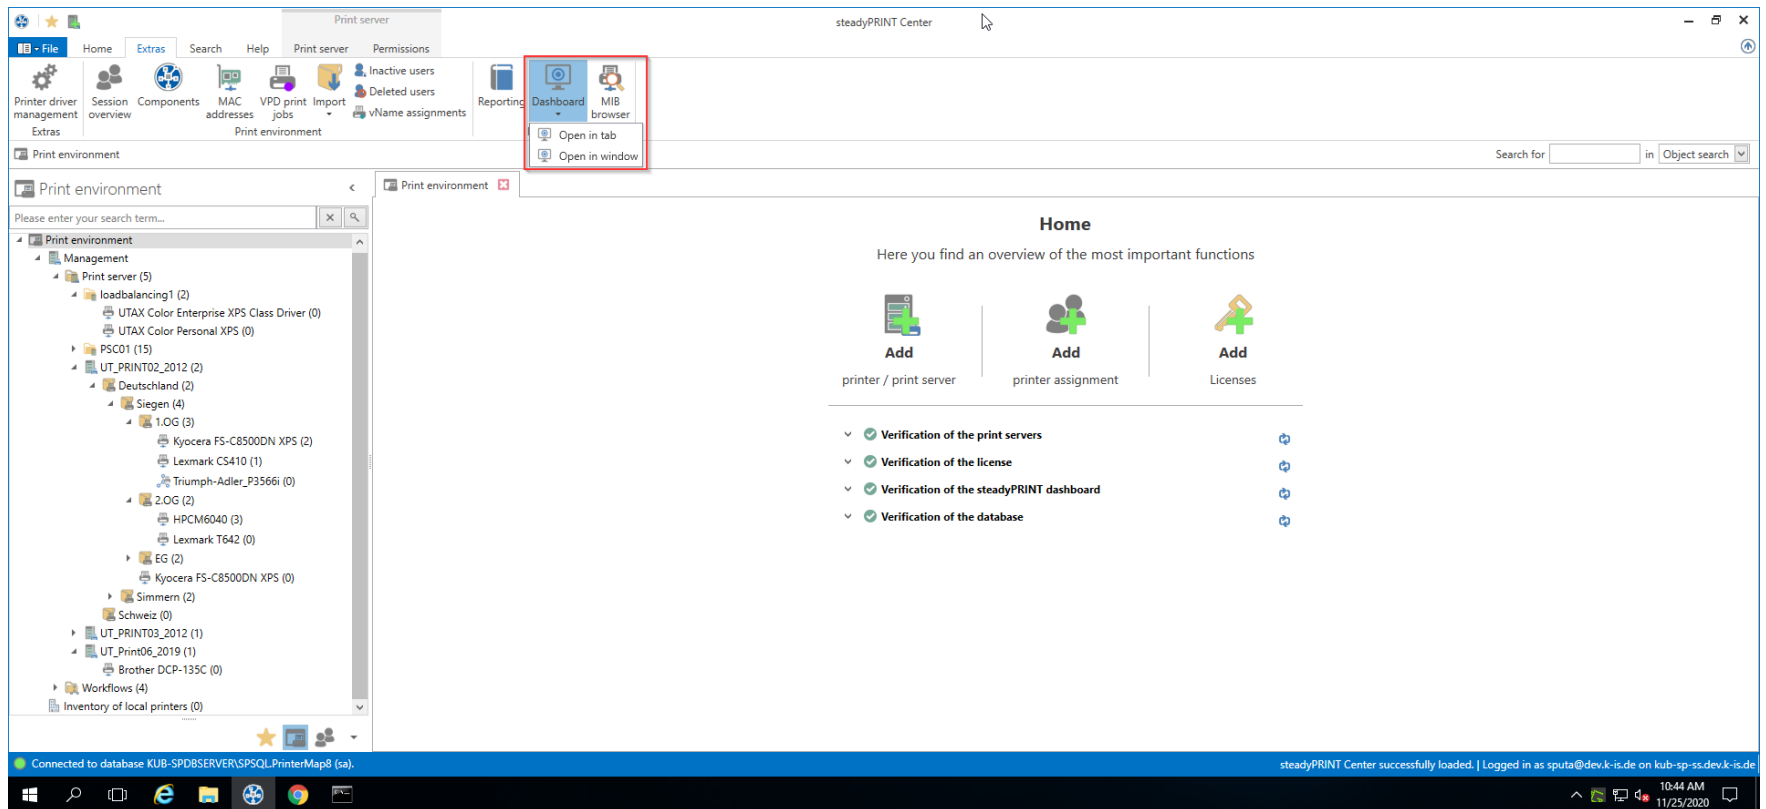 Print server
steadyPRINT Center
File Home Extras Search Help Print server Permissions
Printer driver management
Session overview
Components
MAC addresses
VPD print jobs
Import
Inactive users
Deleted users
vName assignments
Reporting
Dashboard
MIB browser
Extras
Print environment
Open in tab
Open in window
Print environment
Search for in Object search
Print environment
Print environment
Please enter your search term...
Print environment
Management
Print server (5)
loadbalancing1 (2)
UTAX Color Enterprise XPS Class Driver (0)
UTAX Color Personal XPS (0)
PSC01 (15)
UT_PRINT02_2012 (2)
Deutschland (2)
Siegen (4)
1.OG (3)
Kyocera FS-C8500DN XPS (2)
Lexmark CS410 (1)
Triumph-Adler_P3566i (0)
2.OG (2)
HPCM6040 (3)
Lexmark T642 (0)
EG (2)
Kyocera FS-C8500DN XPS (0)
Simmern (2)
Schweiz (0)
UT_PRINT03_2012 (1)
UT_Print06_2019 (1)
Brother DCP-135C (0)
Workflows (4)
Inventory of local printers (0)
Home
Here you find an overview of the most important functions
Add
printer / print server
Add
printer assignment
Add
Licenses
Verification of the print servers
Verification of the license
Verification of the steadyPRINT dashboard
Verification of the database
Connected to database KUB-SPDBSERVER\SPSQL.PrinterMap8 (sa).
steadyPRINT Center successfully loaded. | Logged in as sputa@dev.k-is.de on kub-sp-ss.dev.k-is.de
10:44 AM
11/25/2020